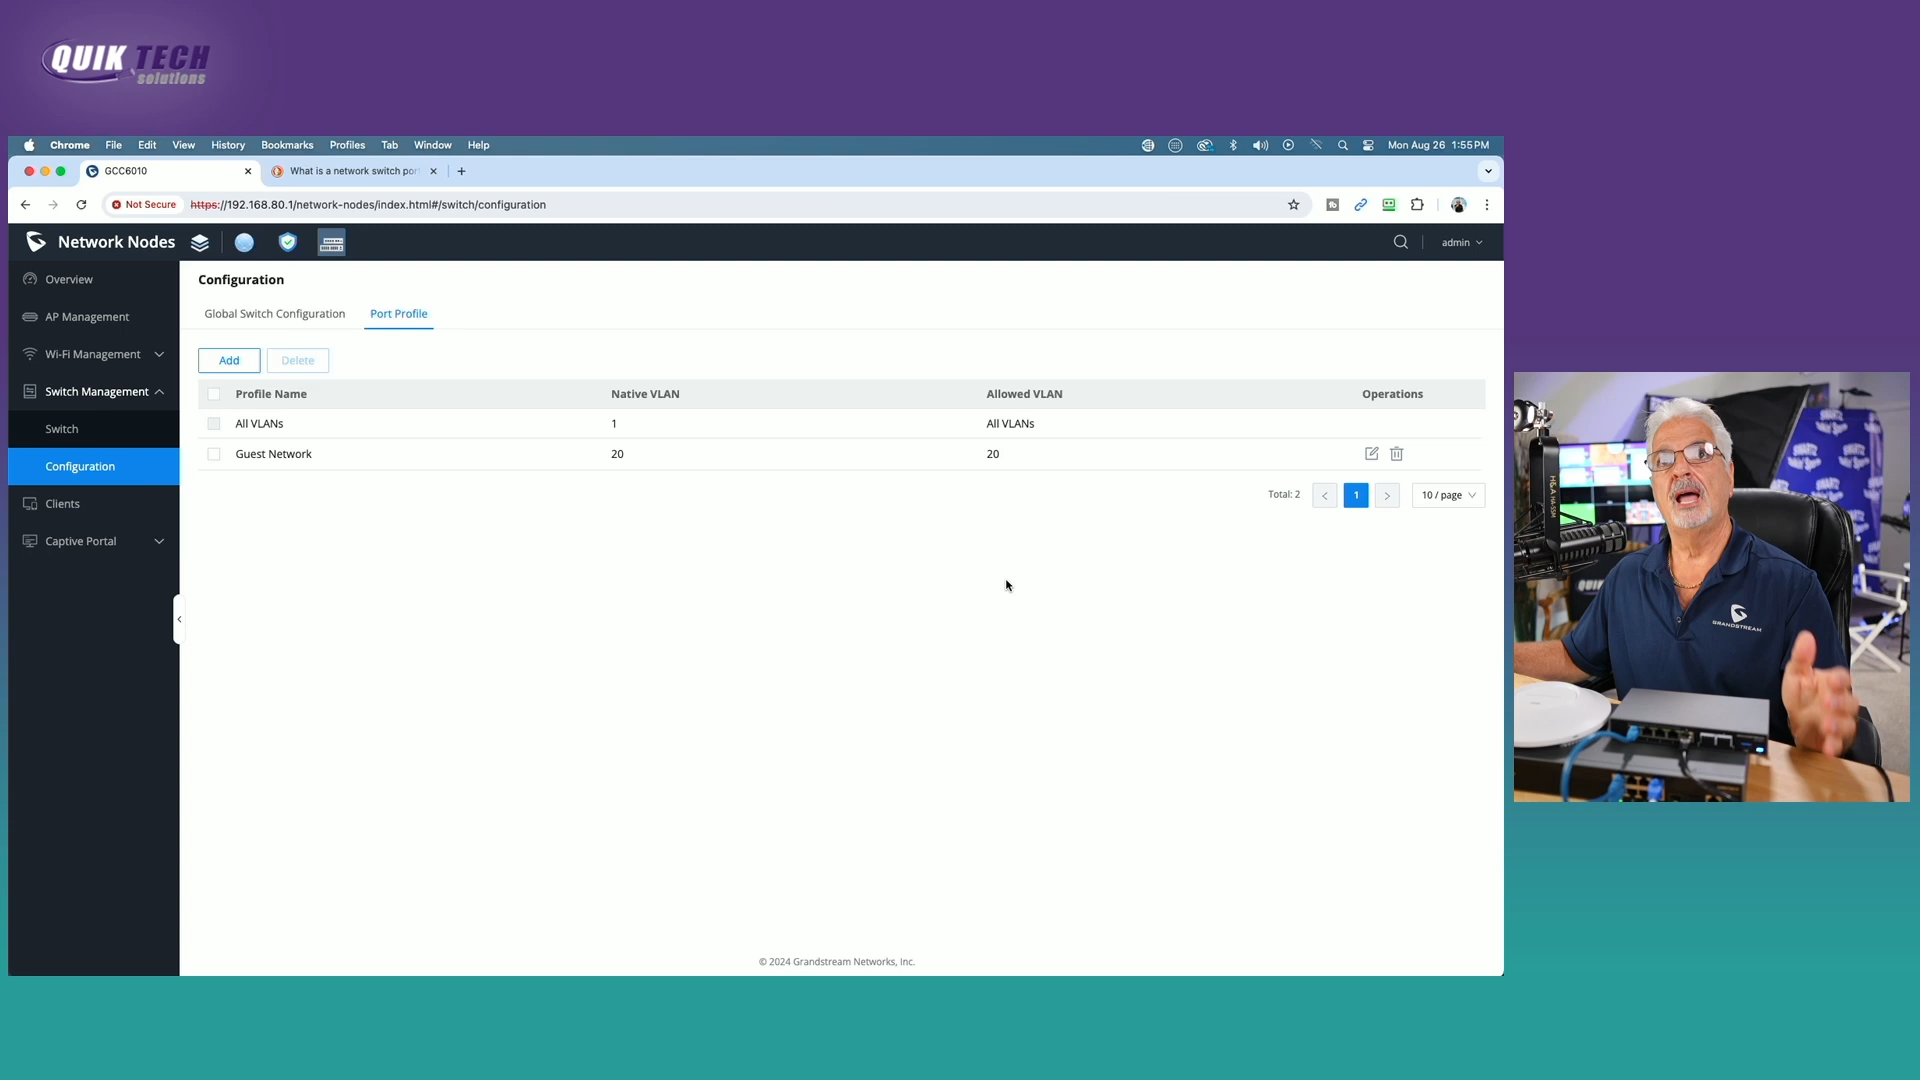 QUIK TECH
solutions
Chrome File Edit View History Bookmarks Profiles Tab Window Help
Mon Aug 26 1:55 PM
GCC6010
What is a network switch por
Not Secure
https://192.168.80.1/network-nodes/index.html#/switch/configuration
Network Nodes
admin
Overview
AP Management
Wi-Fi Management
Switch Management
Switch
Configuration
Clients
Captive Portal
Configuration
Global Switch Configuration Port Profile
Add Delete
Profile Name Native VLAN Allowed VLAN Operations
All VLANs 1 All VLANs
Guest Network 20 20
Total: 2 < 1 > 10 / page
© 2024 Grandstream Networks, Inc.
GRANDSTREAM